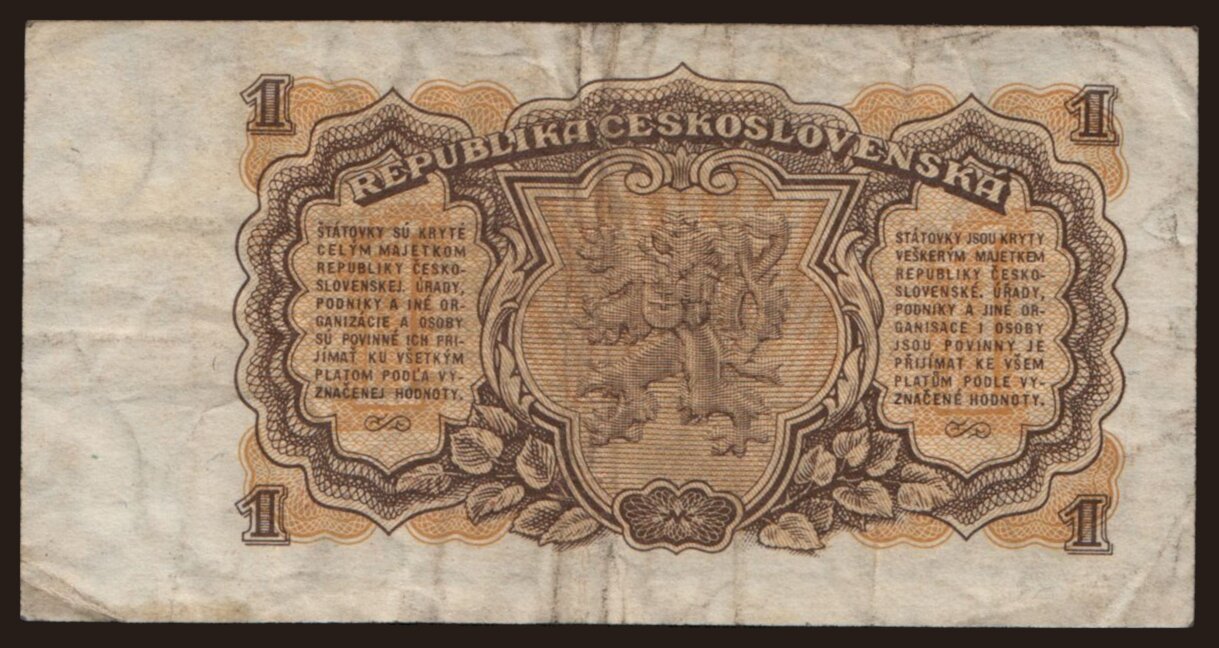 1
1
REPUBLIKA ČESKOSLOVENSKÁ
ŠTÁTOVKY SÚ KRYTÉ
CELÝM MAJETKOM
REPUBLIKY ČESKO-
SLOVENSKEJ. ÚRADY,
PODNIKY A INÉ OR-
GANIZÁCIE A OSOBY
SÚ POVINNÉ ICH PRI-
JÍMAŤ KU VŠETKÝM
PLATOM PODĽA VY-
ZNAČENEJ HODNOTY.
STÁTOVKY JSOU KRYTY
VEŠKERÝM MAJETKEM
REPUBLIKY ČESKO-
SLOVENSKÉ. ÚŘADY,
PODNIKY A JINÉ OR-
GANISACE I OSOBY
JSOU POVINNY JE
PŘIJÍMAT KE VŠEM
PLATŮM PODLE VY-
ZNAČENÉ HODNOTY.
1
1